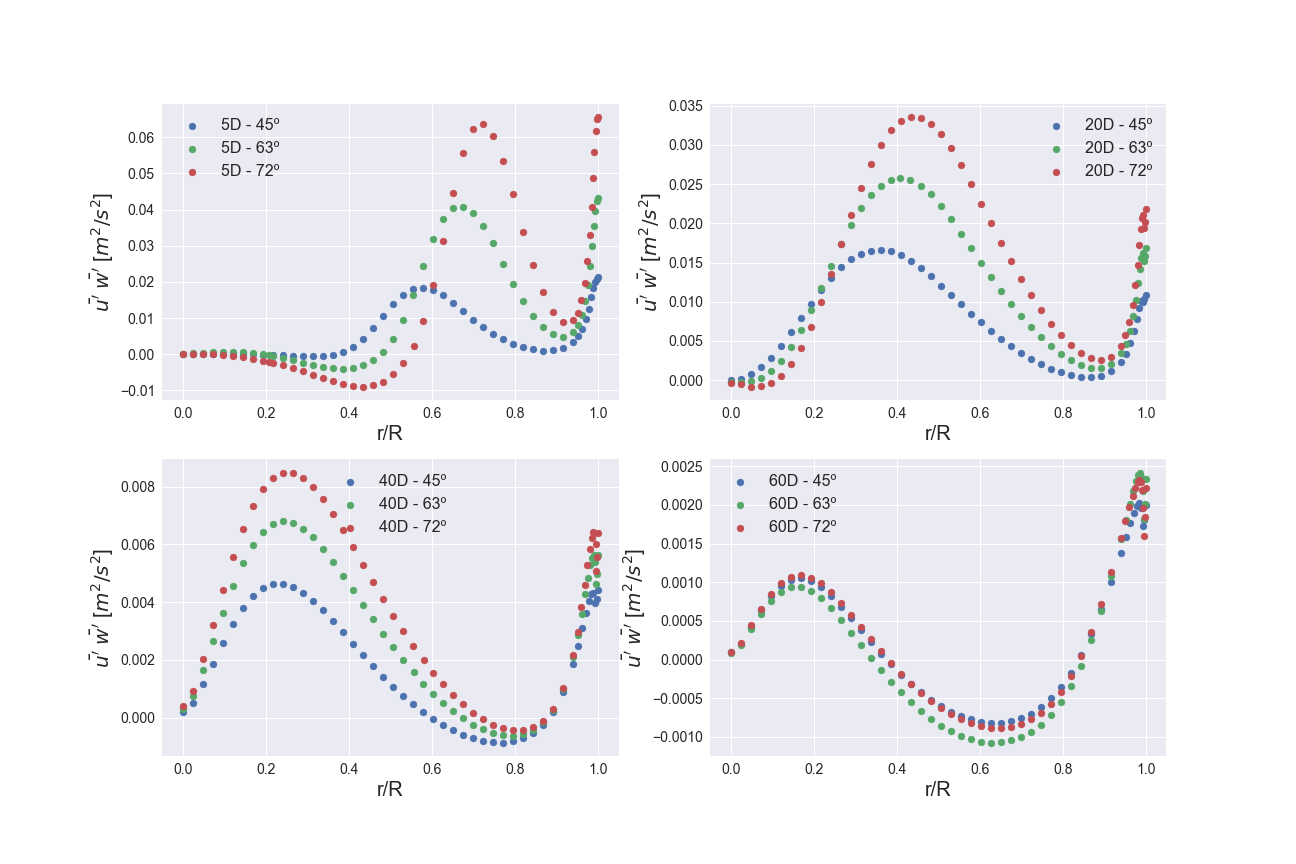 5D - 45º
5D - 63º
5D - 72º
0.06
0.05
0.04
0.03
0.02
0.01
0.00
−0.01
ū′ w̄′ [m²/s²]
0.0 0.2 0.4 0.6 0.8 1.0
r/R
20D - 45º
20D - 63º
20D - 72º
0.035
0.030
0.025
0.020
0.015
0.010
0.005
0.000
ū′ w̄′ [m²/s²]
0.0 0.2 0.4 0.6 0.8 1.0
r/R
40D - 45º
40D - 63º
40D - 72º
0.008
0.006
0.004
0.002
0.000
ū′ w̄′ [m²/s²]
0.0 0.2 0.4 0.6 0.8 1.0
r/R
60D - 45º
60D - 63º
60D - 72º
0.0025
0.0020
0.0015
0.0010
0.0005
0.0000
−0.0005
−0.0010
ū′ w̄′ [m²/s²]
0.0 0.2 0.4 0.6 0.8 1.0
r/R